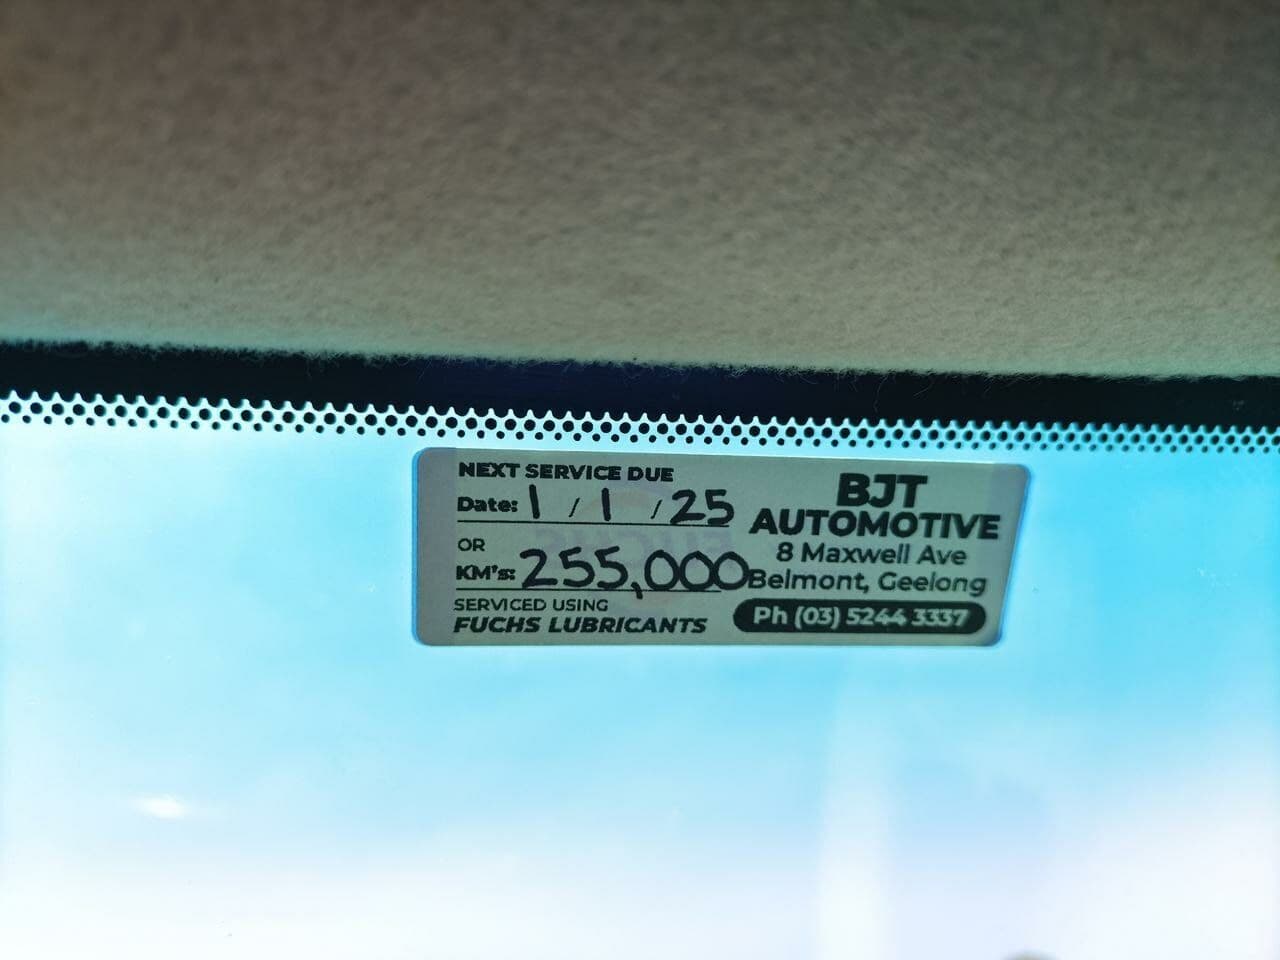 NEXT SERVICE DUE
Date: 1 / 1 / 25
OR
KM's: 255,000
SERVICED USING
FUCHS LUBRICANTS
BJT
AUTOMOTIVE
8 Maxwell Ave
Belmont, Geelong
Ph (03) 5244 3337